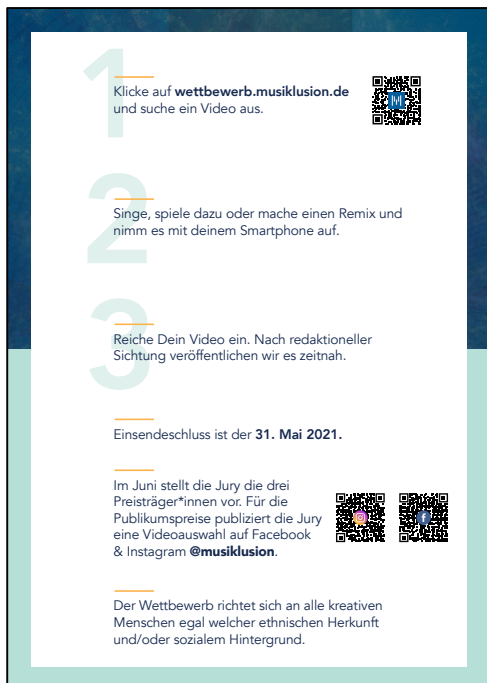 1
Klicke auf wettbewerb.musiklusion.de
und suche ein Video aus.
2
Singe, spiele dazu oder mache einen Remix und
nimm es mit deinem Smartphone auf.
3
Reiche Dein Video ein. Nach redaktioneller
Sichtung veröffentlichen wir es zeitnah.
Einsendeschluss ist der 31. Mai 2021.
Im Juni stellt die Jury die drei
Preisträger*innen vor. Für die
Publikumspreise publiziert die Jury
eine Videoauswahl auf Facebook
& Instagram @musiklusion.
Der Wettbewerb richtet sich an alle kreativen
Menschen egal welcher ethnischen Herkunft
und/oder sozialem Hintergrund.